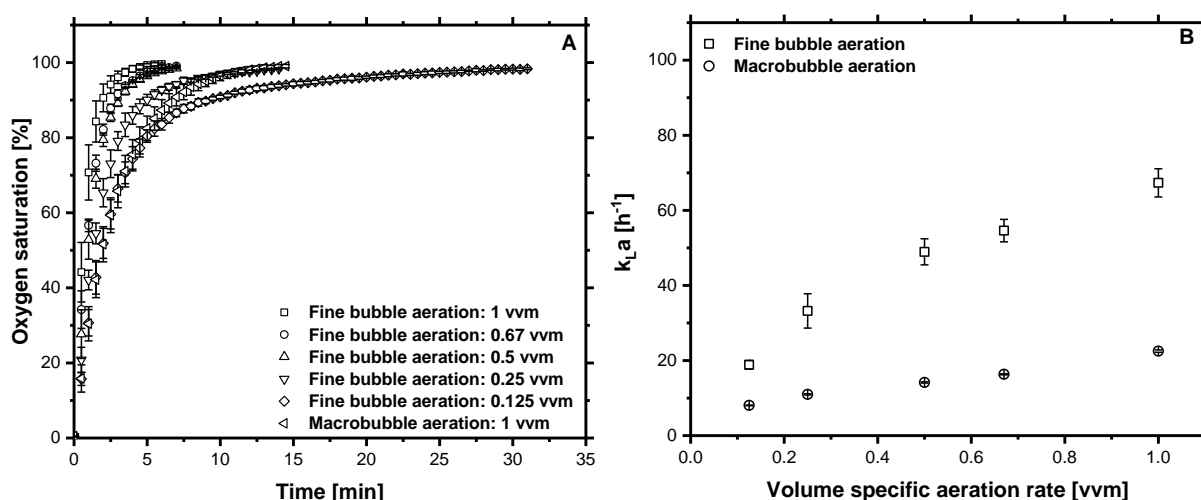 A
Oxygen saturation [%]
100
80
60
40
20
0
Fine bubble aeration: 1 vvm
Fine bubble aeration: 0.67 vvm
Fine bubble aeration: 0.5 vvm
Fine bubble aeration: 0.25 vvm
Fine bubble aeration: 0.125 vvm
Macrobubble aeration: 1 vvm
0 5 10 15 20 25 30 35
Time [min]
B
Fine bubble aeration
Macrobubble aeration
kLa [h-1]
100
80
60
40
20
0
0.0 0.2 0.4 0.6 0.8 1.0
Volume specific aeration rate [vvm]